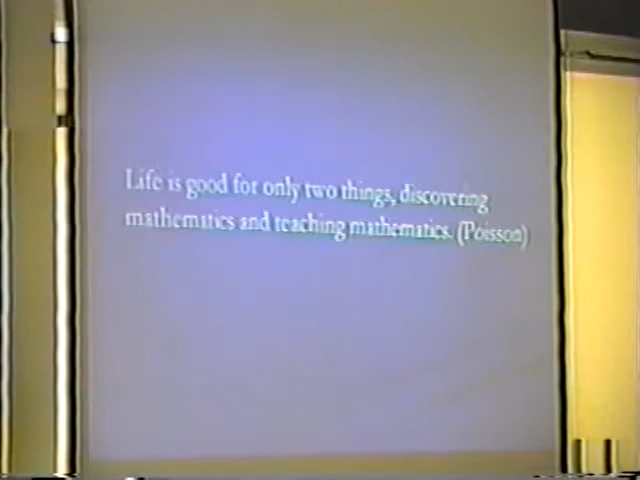 Life is good for only two things, discovering
mathematics and teaching mathematics. (Poisson)